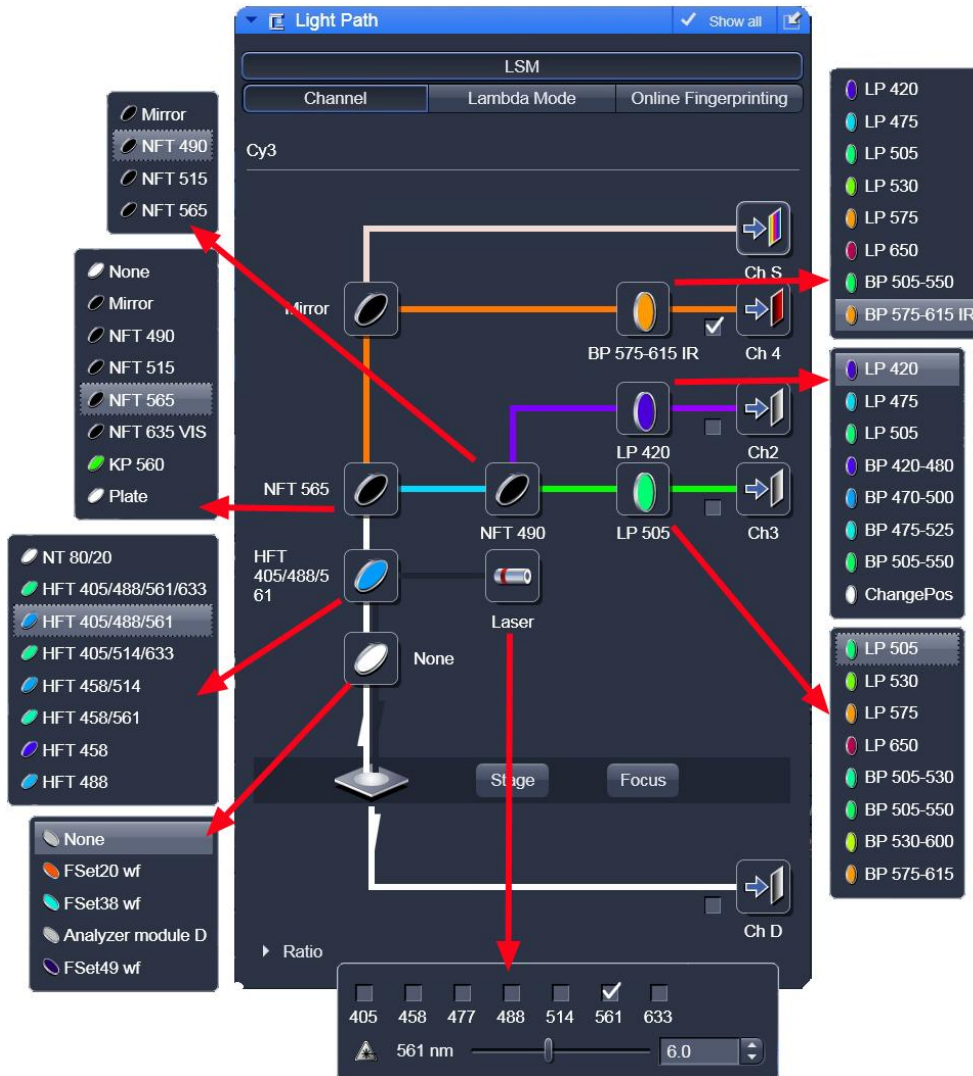 Light Path
Show all
LSM
Channel
Lambda Mode
Online Fingerprinting
Cy3
Mirror
NFT 490
NFT 515
NFT 565
None
Mirror
NFT 490
NFT 515
NFT 565
NFT 635 VIS
KP 560
Plate
NT 80/20
HFT 405/488/561/633
HFT 405/488/561
HFT 405/514/633
HFT 458/514
HFT 458/561
HFT 458
HFT 488
None
FSet20 wf
FSet38 wf
Analyzer module D
FSet49 wf
Ch S
Mirror
BP 575-615 IR
Ch 4
LP 420
Ch2
NFT 565
NFT 490
LP 505
Ch3
HFT
405/488/5
61
Laser
None
Stage
Focus
Ch D
Ratio
LP 420
LP 475
LP 505
LP 530
LP 575
LP 650
BP 505-550
BP 575-615 IR
LP 420
LP 475
LP 505
BP 420-480
BP 470-500
BP 475-525
BP 505-550
ChangePos
LP 505
LP 530
LP 575
LP 650
BP 505-530
BP 505-550
BP 530-600
BP 575-615
405 458 477 488 514 561 633
561 nm 6.0